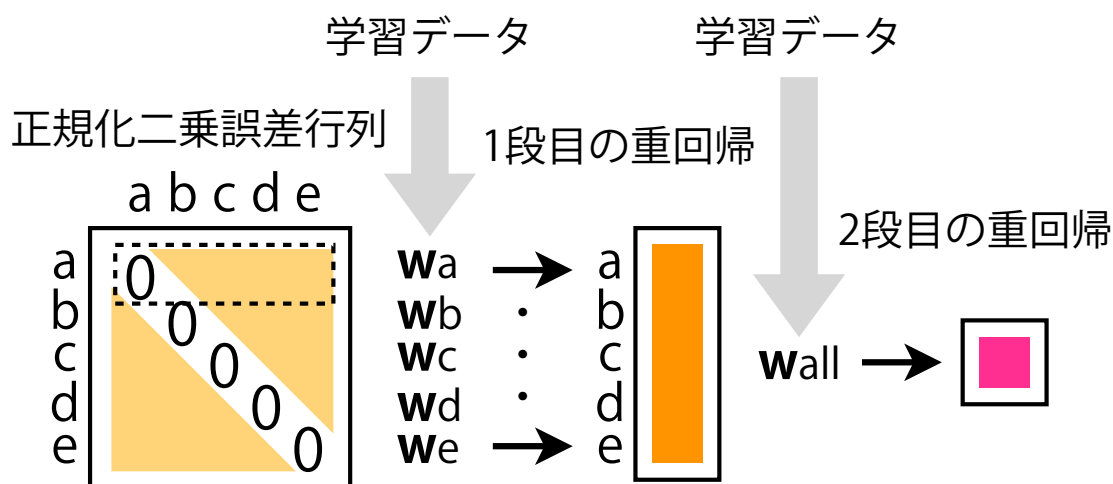 学習データ
学習データ
正規化二乗誤差行列
1段目の重回帰
2段目の重回帰
a b c d e
a
b
c
d
e
0
0
0
0
0
wa
wb
wc
wd
we
a
b
c
d
e
wall